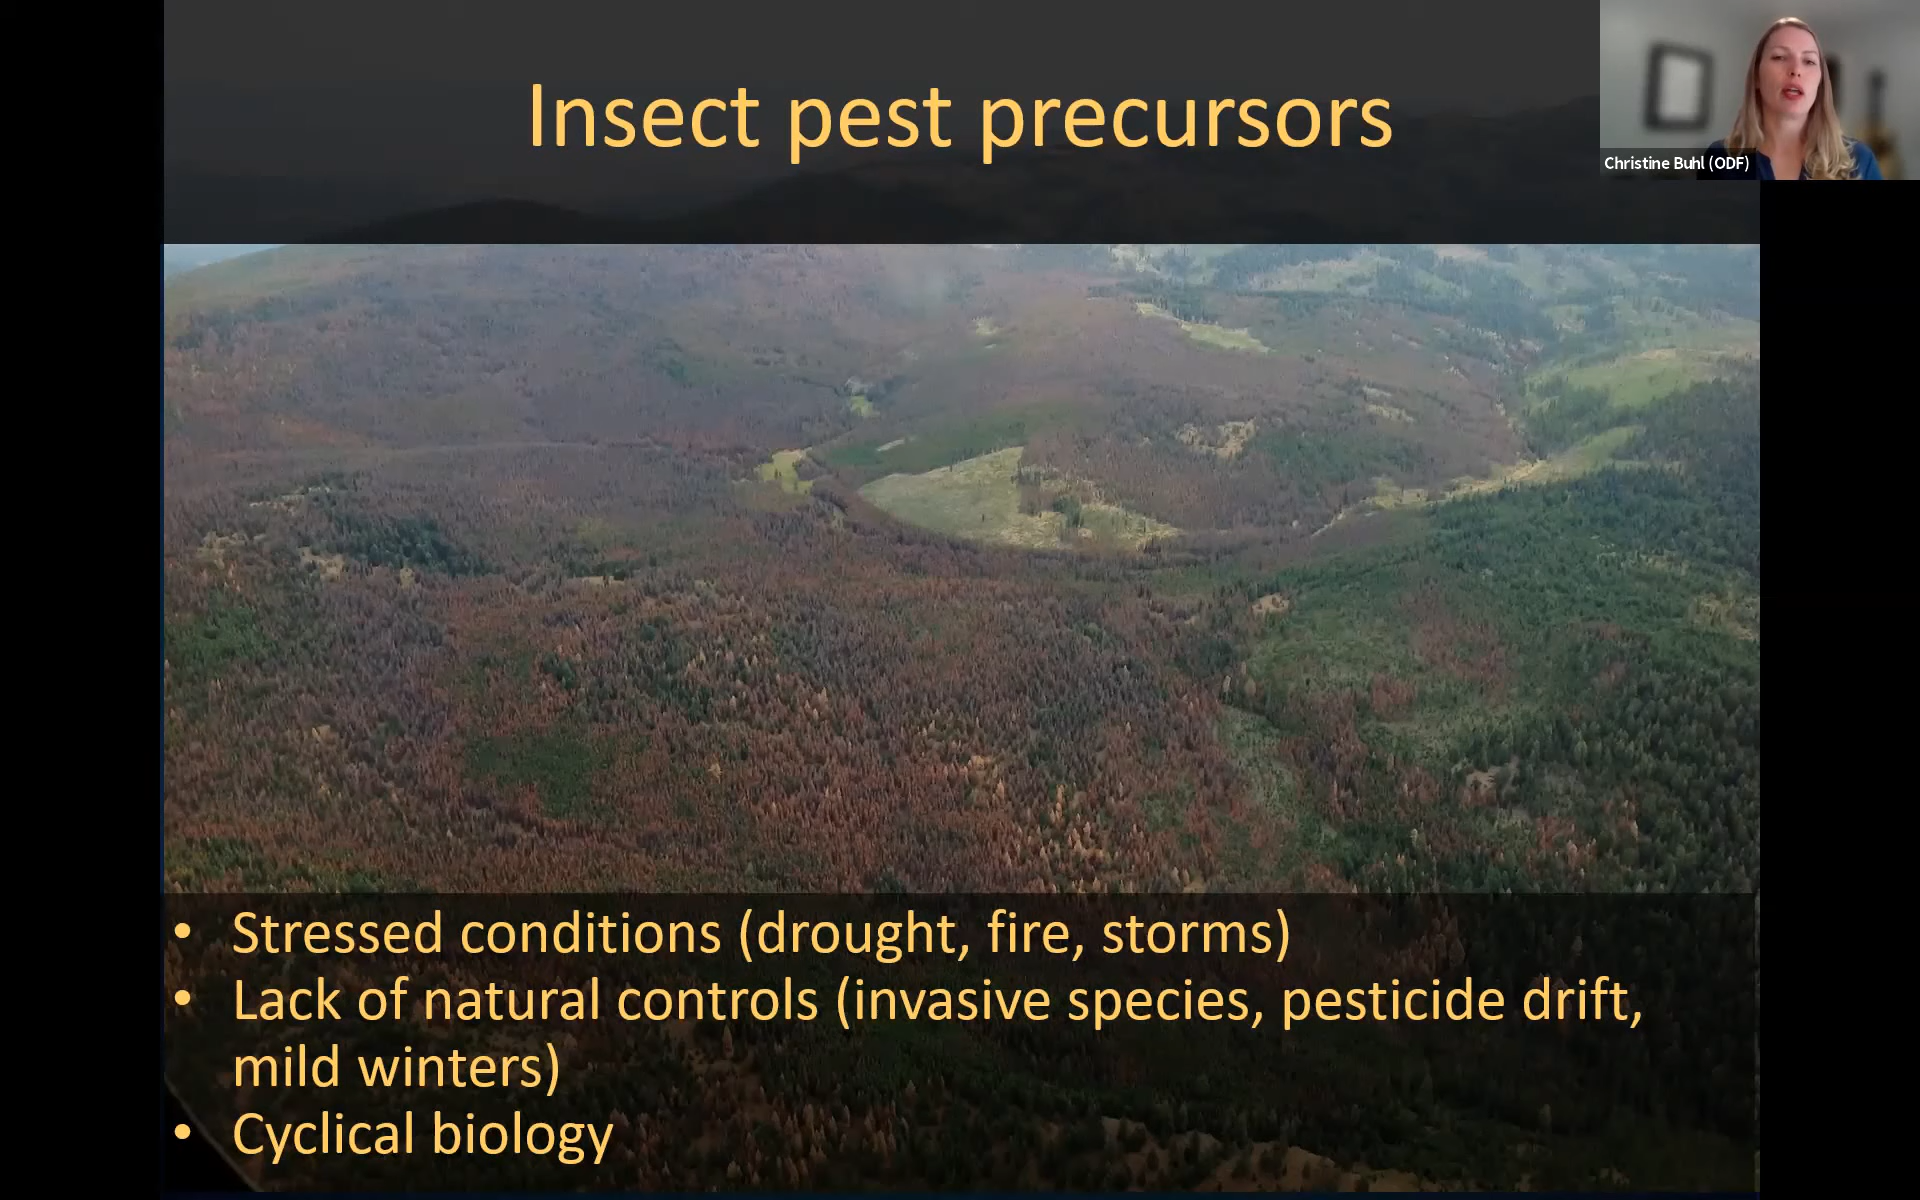 Insect pest precursors
Christine Buhl (ODF)
• Stressed conditions (drought, fire, storms)
• Lack of natural controls (invasive species, pesticide drift,
mild winters)
• Cyclical biology